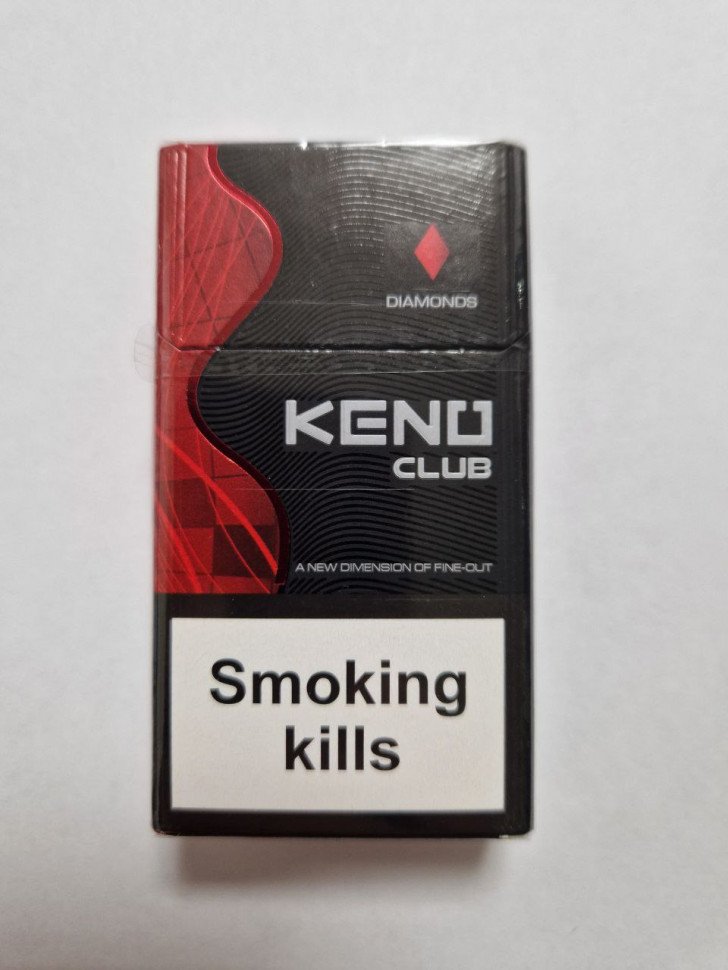 DIAMONDS
KENO
CLUB
A NEW DIMENSION OF FINE-CUT
Smoking
kills